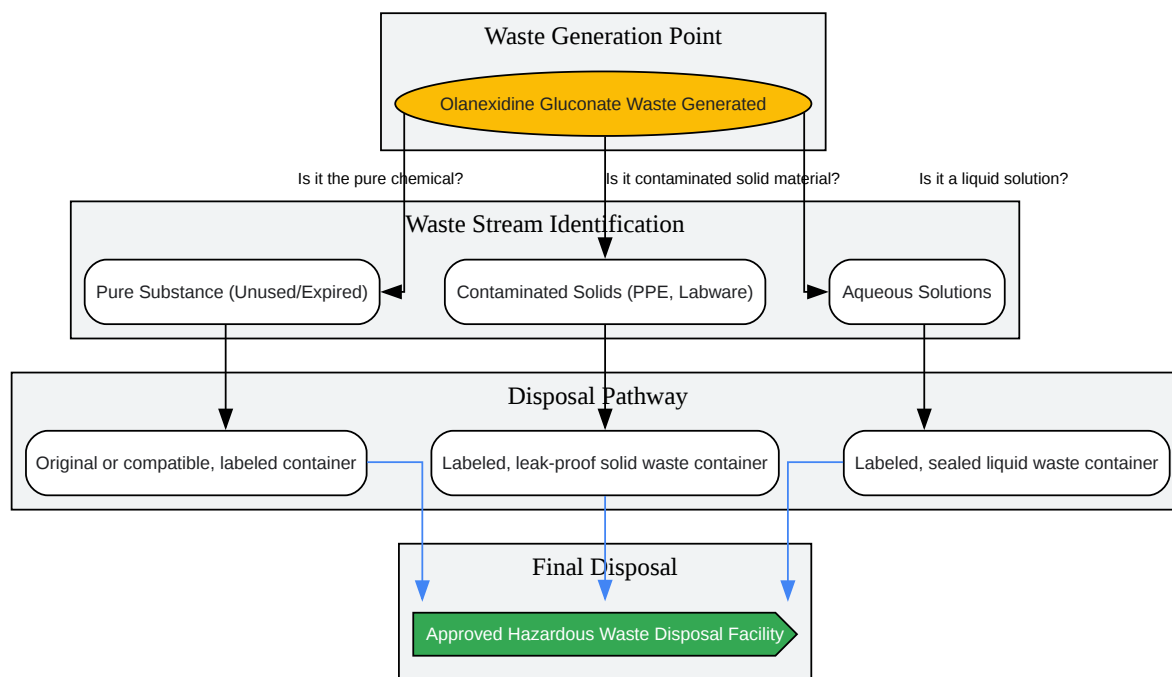 Waste Generation Point
Olanexidine Gluconate Waste Generated
Is it the pure chemical?
Is it contaminated solid material?
Is it a liquid solution?
Waste Stream Identification
Pure Substance (Unused/Expired)
Contaminated Solids (PPE, Labware)
Aqueous Solutions
Disposal Pathway
Original or compatible, labeled container
Labeled, leak-proof solid waste container
Labeled, sealed liquid waste container
Final Disposal
Approved Hazardous Waste Disposal Facility